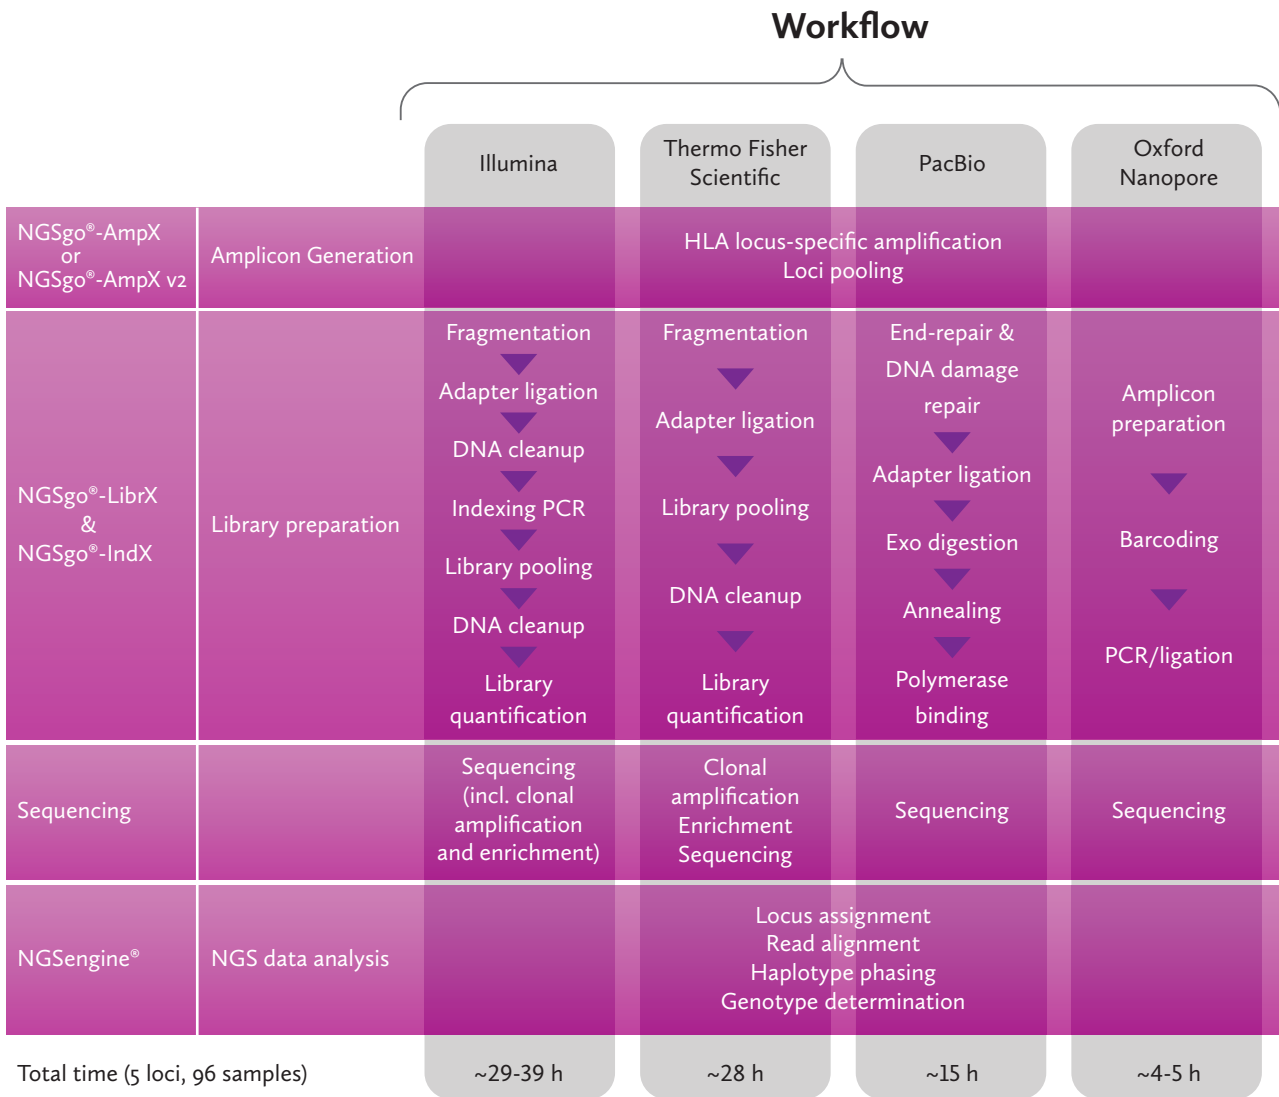 Workflow
Illumina
Thermo Fisher
Scientific
PacBio
Oxford
Nanopore
NGSgo®-AmpX
or
NGSgo®-AmpX v2
Amplicon Generation
HLA locus-specific amplification
Loci pooling
NGSgo®-LibrX
&
NGSgo®-IndX
Library preparation
Fragmentation
Adapter ligation
DNA cleanup
Indexing PCR
Library pooling
DNA cleanup
Library
quantification
Fragmentation
Adapter ligation
Library pooling
DNA cleanup
Library
quantification
End-repair &
DNA damage
repair
Adapter ligation
Exo digestion
Annealing
Polymerase
binding
Amplicon
preparation
Barcoding
PCR/ligation
Sequencing
Sequencing
(incl. clonal
amplification
and enrichment)
Clonal
amplification
Enrichment
Sequencing
Sequencing
Sequencing
NGSengine®
NGS data analysis
Locus assignment
Read alignment
Haplotype phasing
Genotype determination
Total time (5 loci, 96 samples)
~29-39 h
~28 h
~15 h
~4-5 h